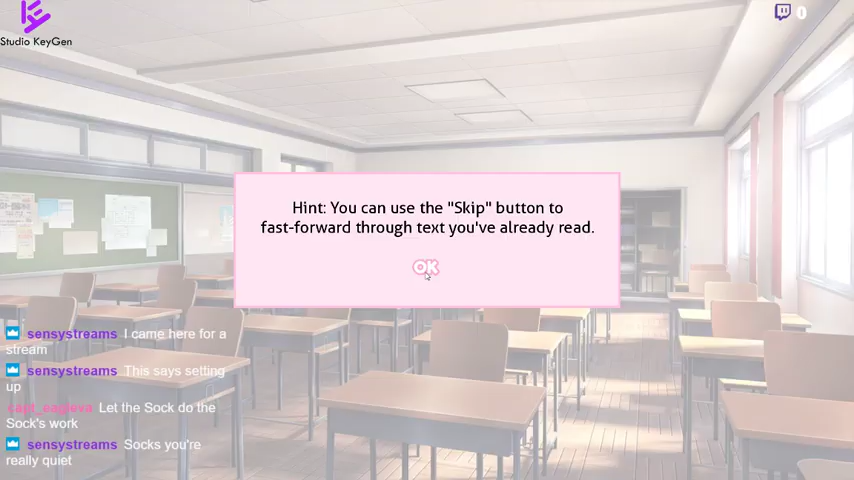 Studio KeyGen
0
Hint: You can use the "Skip" button to
fast-forward through text you've already read.
OK
sensystreams I came here for a
stream
sensystreams This says setting
up
capt_eagleva Let the Sock do the
Sock's work
sensystreams Socks you're
really quiet